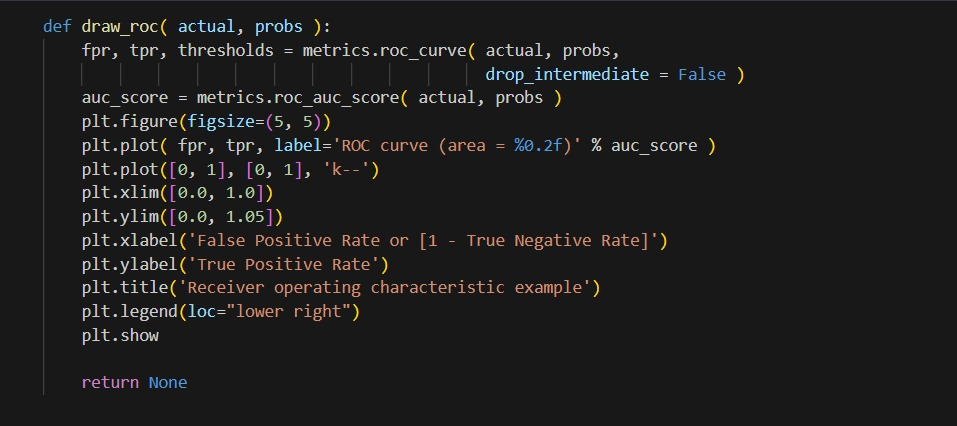 def draw_roc( actual, probs ):
    fpr, tpr, thresholds = metrics.roc_curve( actual, probs,
                                              drop_intermediate = False )
    auc_score = metrics.roc_auc_score( actual, probs )
    plt.figure(figsize=(5, 5))
    plt.plot( fpr, tpr, label='ROC curve (area = %0.2f)' % auc_score )
    plt.plot([0, 1], [0, 1], 'k--')
    plt.xlim([0.0, 1.0])
    plt.ylim([0.0, 1.05])
    plt.xlabel('False Positive Rate or [1 - True Negative Rate]')
    plt.ylabel('True Positive Rate')
    plt.title('Receiver operating characteristic example')
    plt.legend(loc="lower right")
    plt.show

    return None